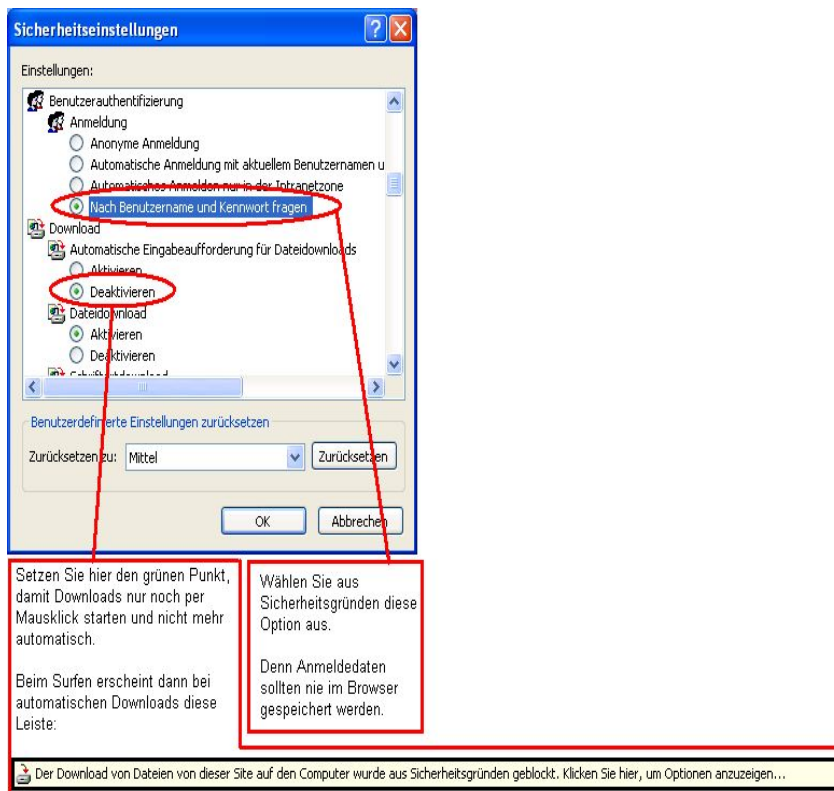 Sicherheitseinstellungen
Einstellungen:
Benutzerauthentifizierung
Anmeldung
Anonyme Anmeldung
Automatische Anmeldung mit aktuellem Benutzernamen u
Automatisches Anmelden nur in der Intranetzone
Nach Benutzername und Kennwort fragen
Download
Automatische Eingabeaufforderung für Dateidownloads
Aktivieren
Deaktivieren
Dateidownload
Aktivieren
Deaktivieren
Schriftartdownload
Benutzerdefinierte Einstellungen zurücksetzen
Zurücksetzen zu: Mittel Zurücksetzen
OK Abbrechen
Setzen Sie hier den grünen Punkt,
damit Downloads nur noch per
Mausklick starten und nicht mehr
automatisch.
Beim Surfen erscheint dann bei
automatischen Downloads diese
Leiste:
Wählen Sie aus
Sicherheitsgründen diese
Option aus.
Denn Anmeldedaten
sollten nie im Browser
gespeichert werden.
Der Download von Dateien von dieser Site auf den Computer wurde aus Sicherheitsgründen geblockt. Klicken Sie hier, um Optionen anzuzeigen...